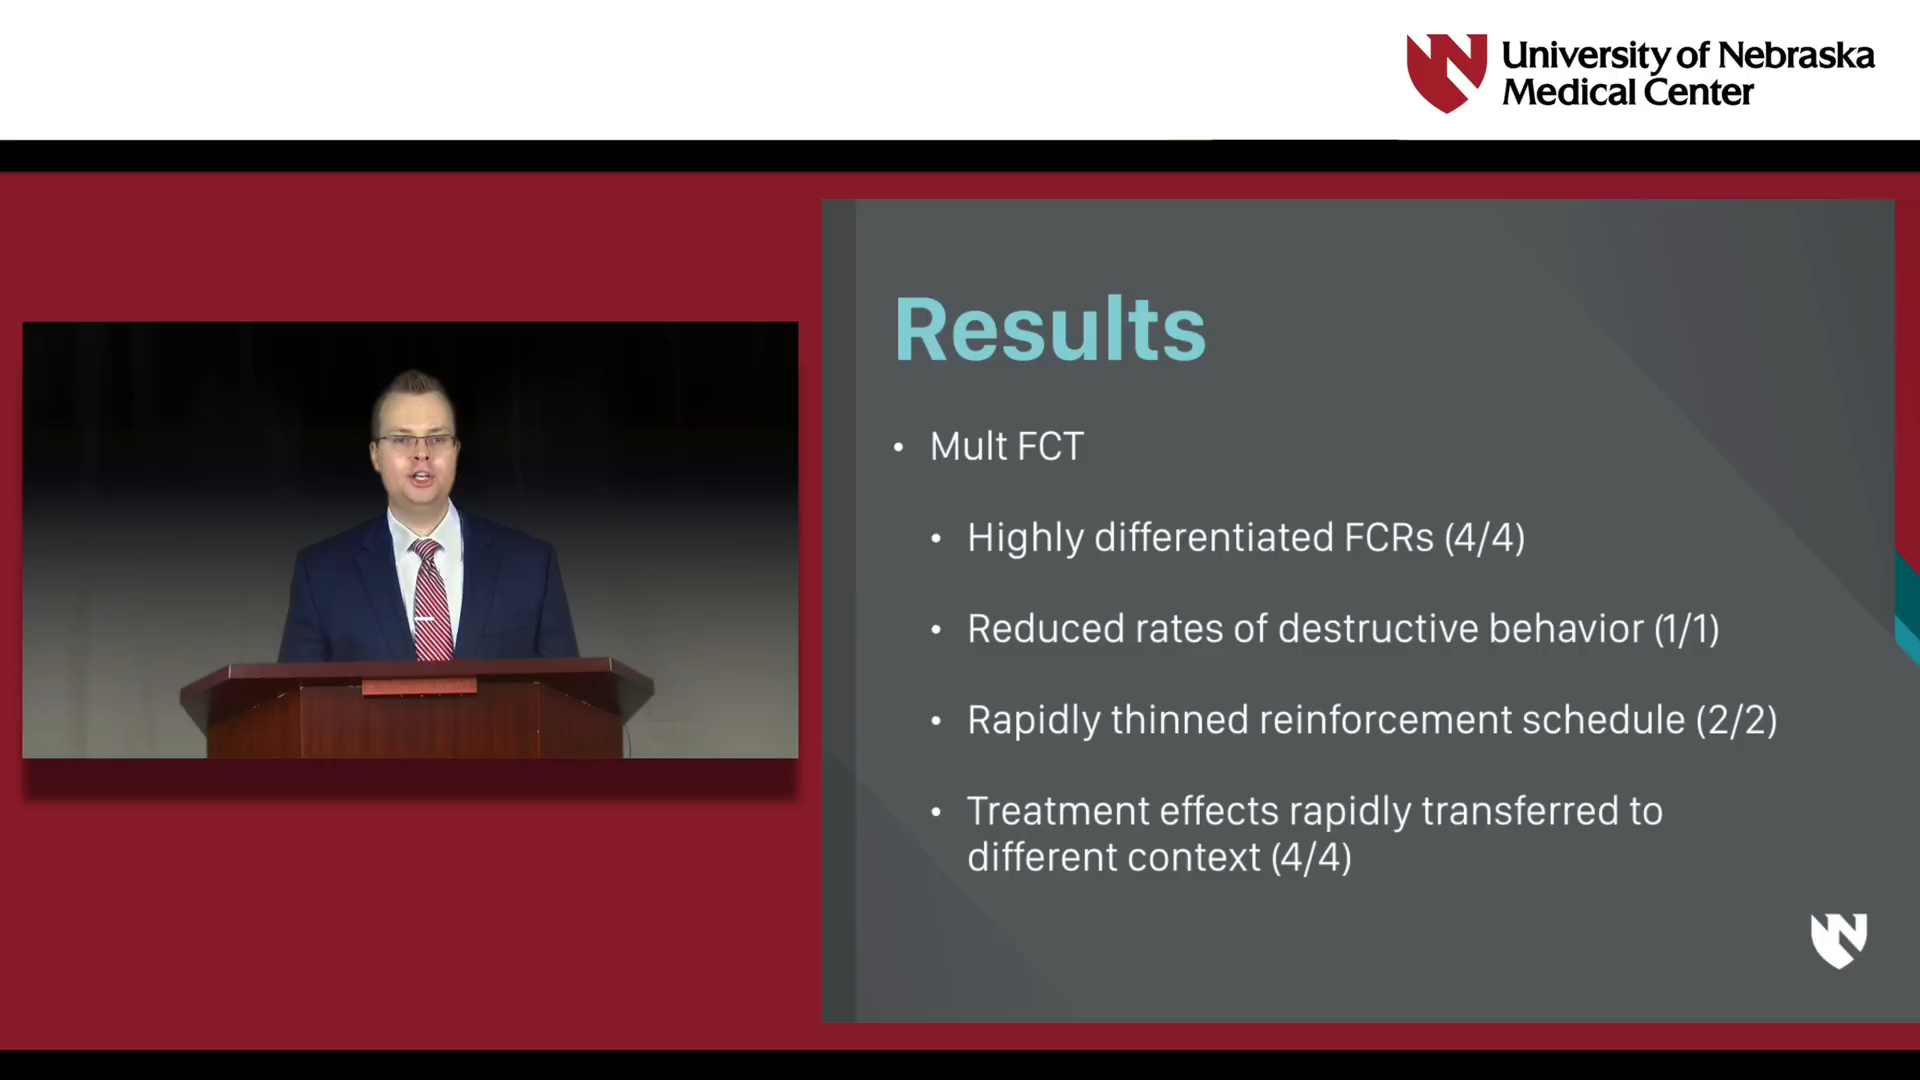 University of Nebraska
Medical Center
Results
• Mult FCT
• Highly differentiated FCRs (4/4)
• Reduced rates of destructive behavior (1/1)
• Rapidly thinned reinforcement schedule (2/2)
• Treatment effects rapidly transferred to
different context (4/4)